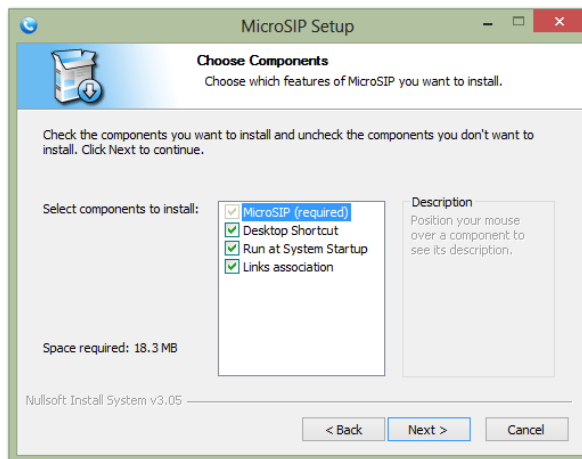 MicroSIP Setup
Choose Components
Choose which features of MicroSIP you want to install.
Check the components you want to install and uncheck the components you don't want to
install. Click Next to continue.
Select components to install:
MicroSIP (required)
Desktop Shortcut
Run at System Startup
Links association
Description
Position your mouse
over a component to
see its description.
Space required: 18.3 MB
Nullsoft Install System v3.05
< Back
Next >
Cancel